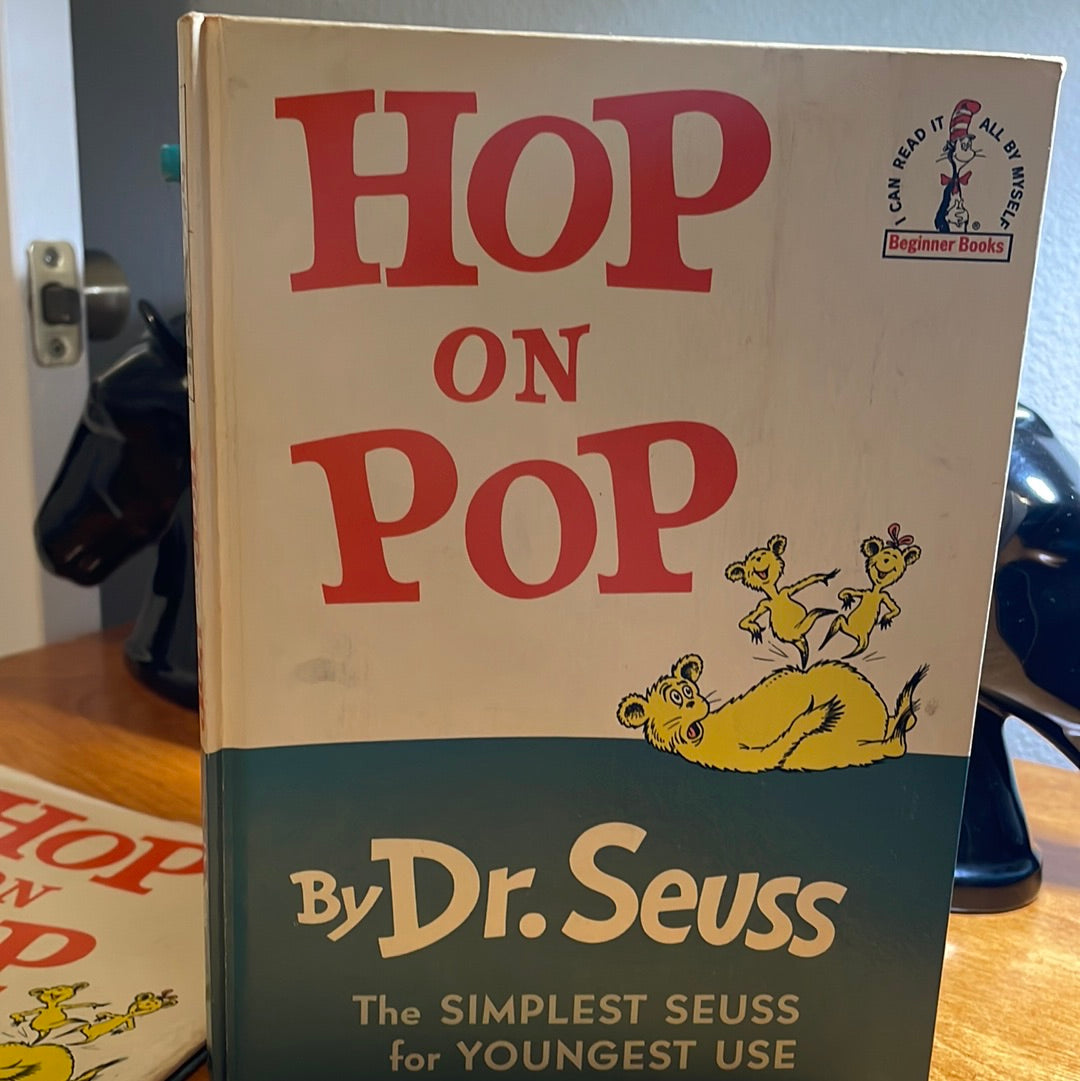 HOP
ON
POP
I CAN READ IT ALL BY MYSELF
®
Beginner Books
By Dr. Seuss
The SIMPLEST SEUSS
for YOUNGEST USE
HOP
ON
POP